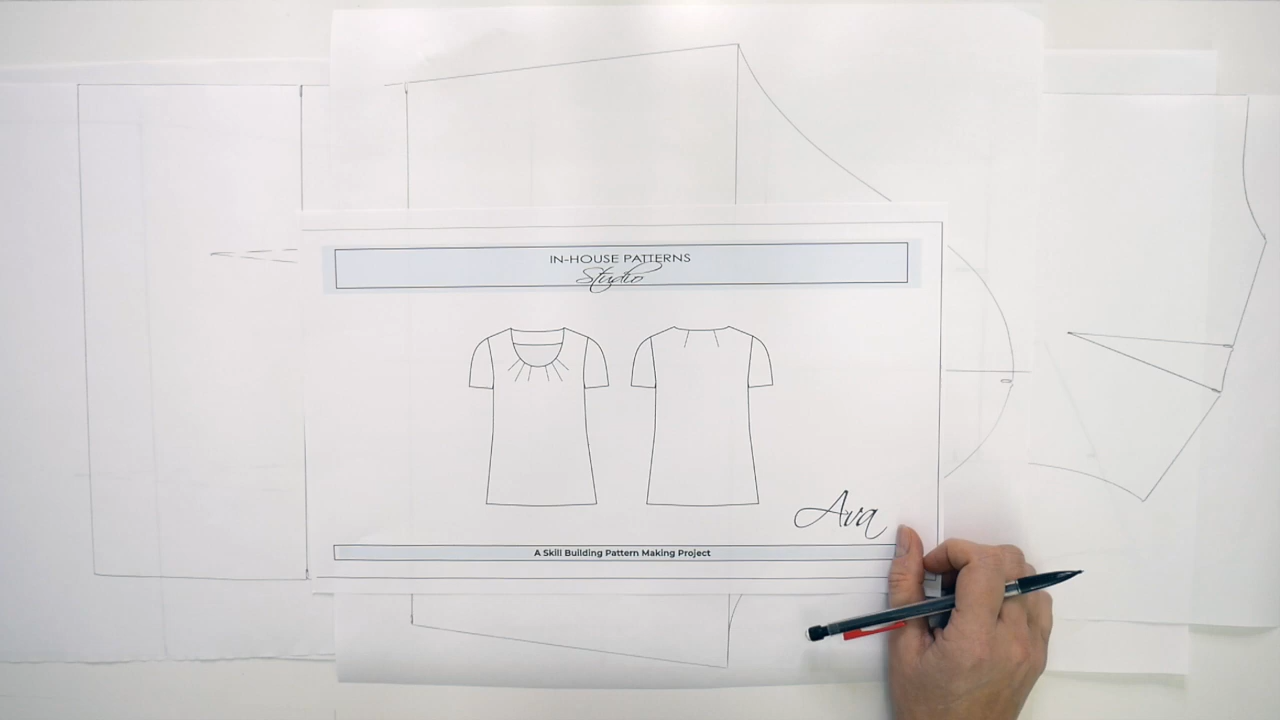 IN-HOUSE PATTERNS
Studio
Ava
A Skill Building Pattern Making Project